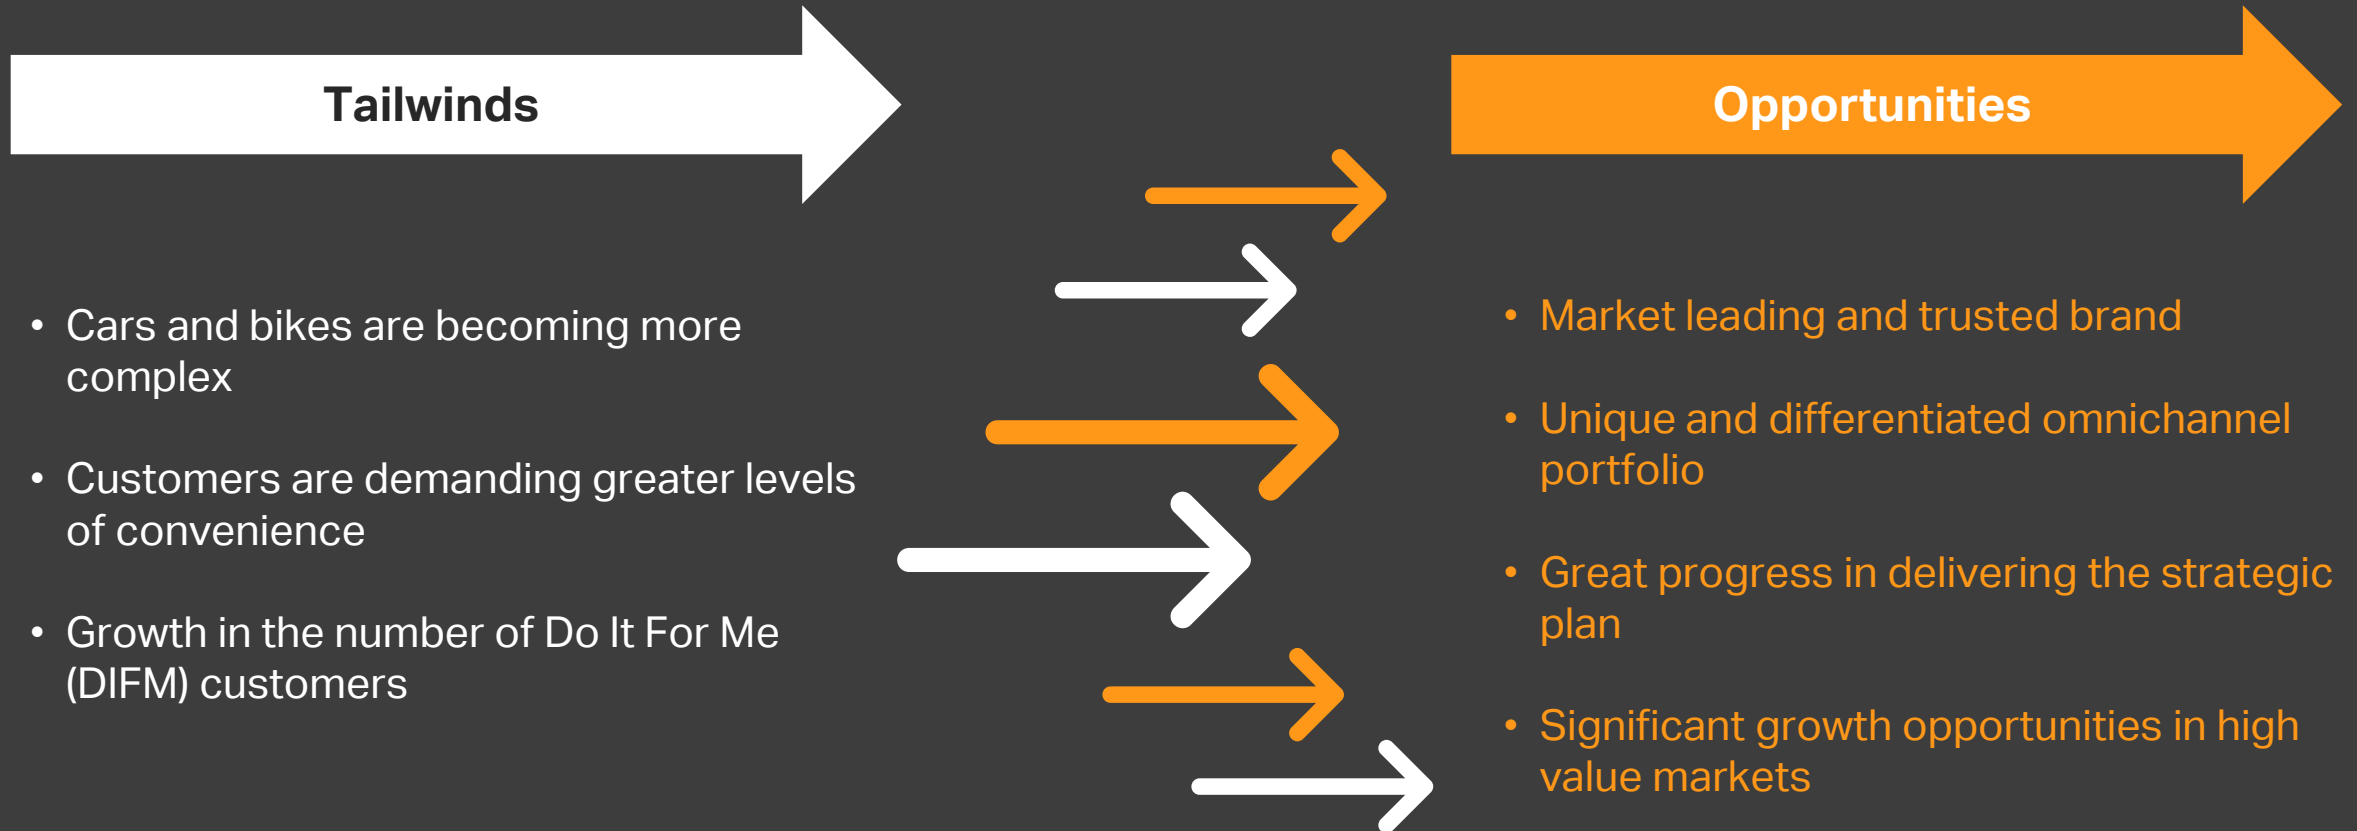 Tailwinds
• Cars and bikes are becoming more
complex
• Customers are demanding greater levels
of convenience
• Growth in the number of Do It For Me
(DIFM) customers
Opportunities
• Market leading and trusted brand
• Unique and differentiated omnichannel
portfolio
• Great progress in delivering the strategic
plan
• Significant growth opportunities in high
value markets